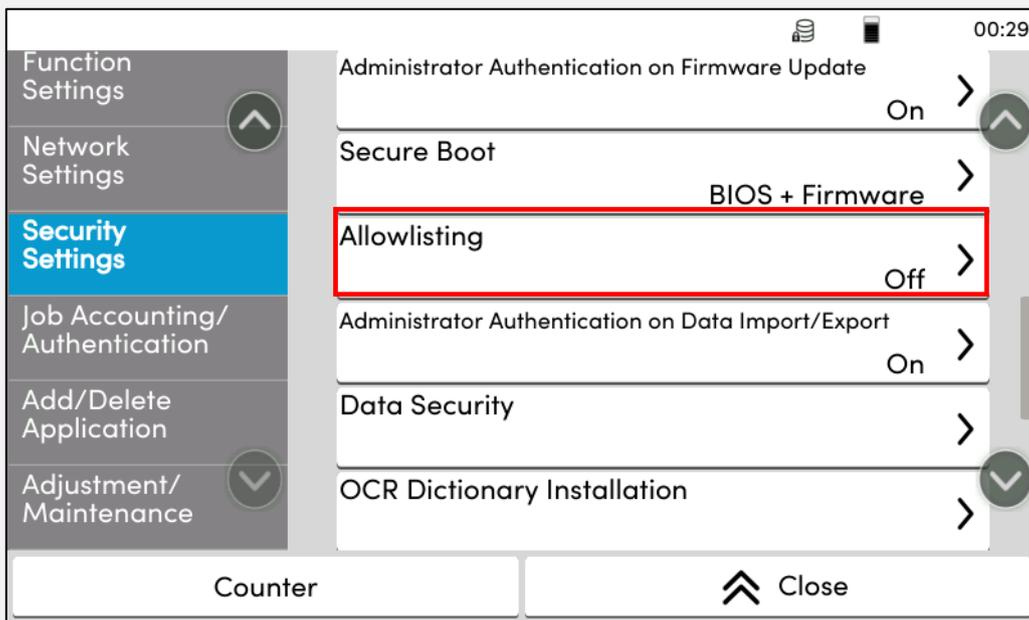 00:29
Function
Settings
Network
Settings
Security
Settings
Job Accounting/
Authentication
Add/Delete
Application
Adjustment/
Maintenance
Administrator Authentication on Firmware Update
On
Secure Boot
BIOS + Firmware
Allowlisting
Off
Administrator Authentication on Data Import/Export
On
Data Security
OCR Dictionary Installation
Counter
Close